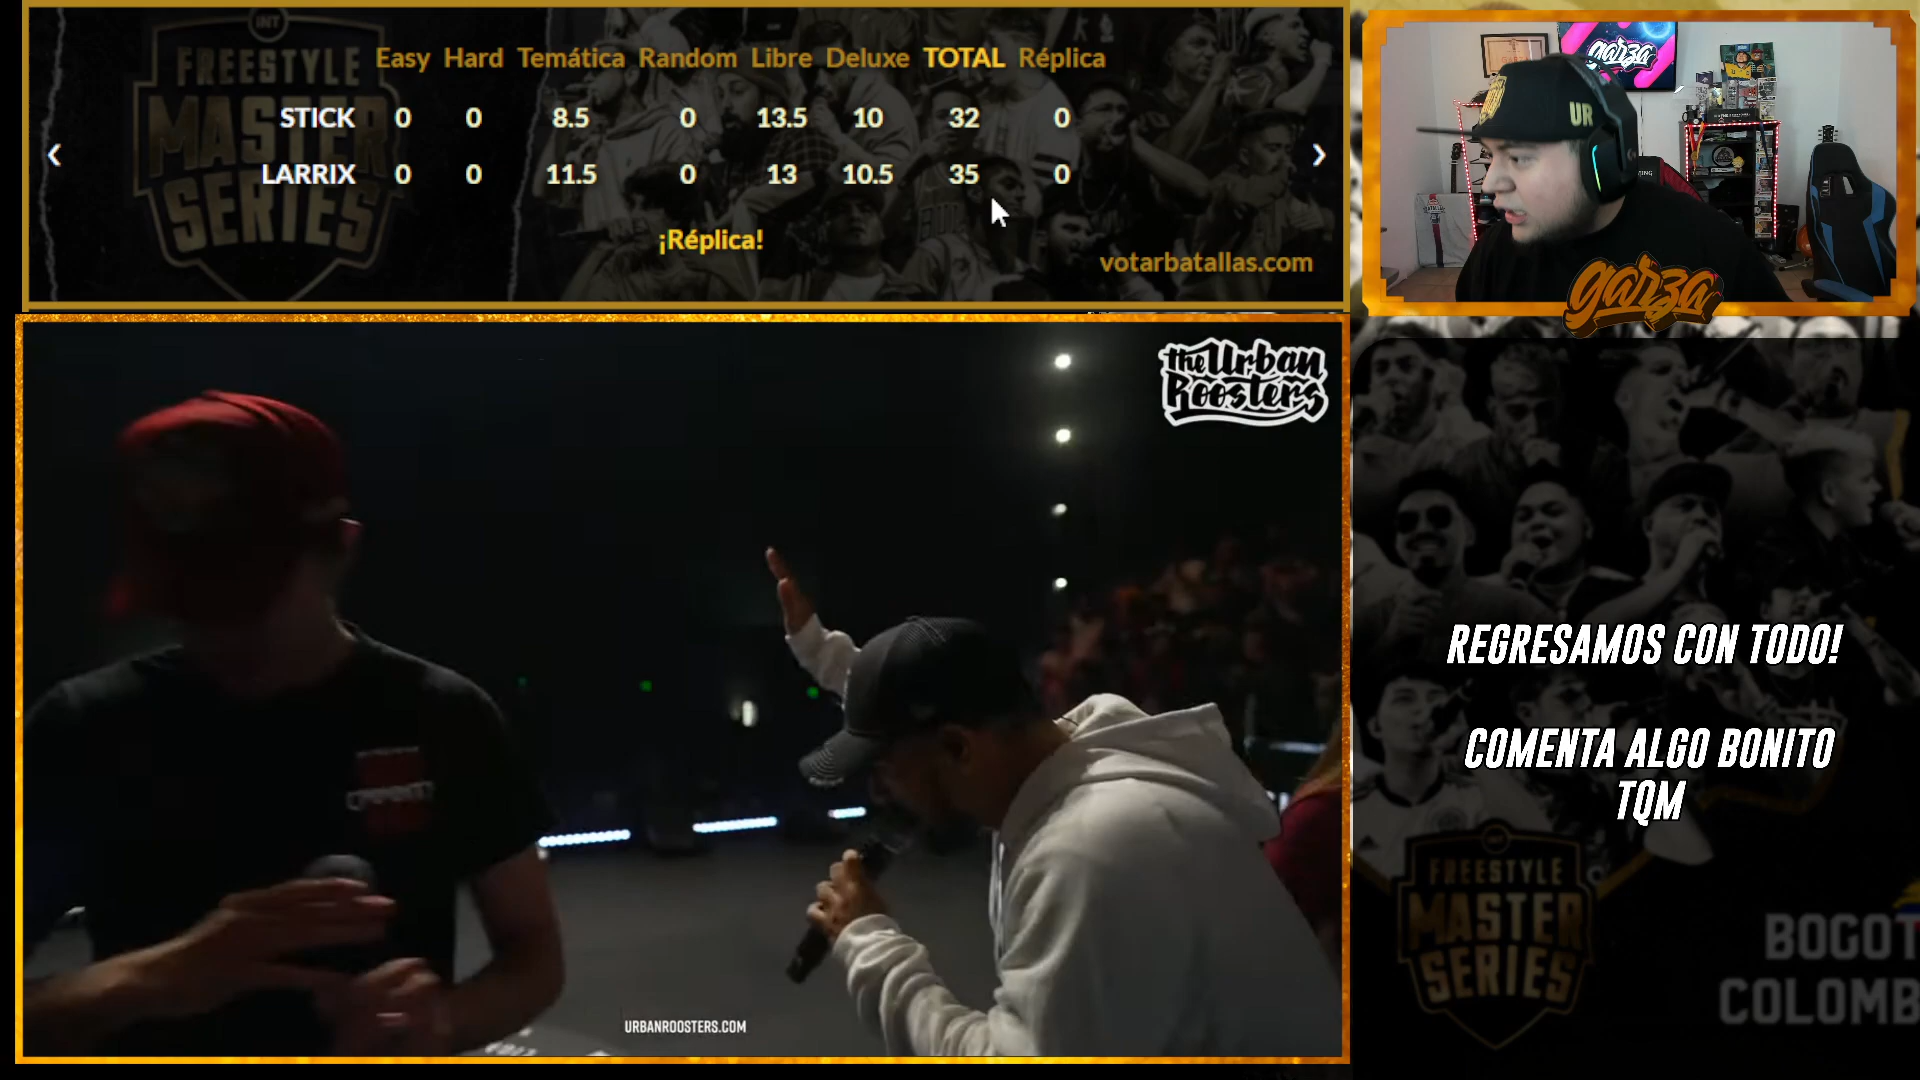 INT
FREESTYLE
MASTER
SERIES
Easy Hard Temática Random Libre Deluxe TOTAL Réplica
STICK 0 0 8.5 0 13.5 10 32 0
LARRIX 0 0 11.5 0 13 10.5 35 0
¡Réplica!
votarbatallas.com
garza
UR
garza
the Urban
Roosters
URBANROOSTERS.COM
REGRESAMOS CON TODO!
COMENTA ALGO BONITO
TQM
FREESTYLE
MASTER
SERIES
BOGOT
COLOMB